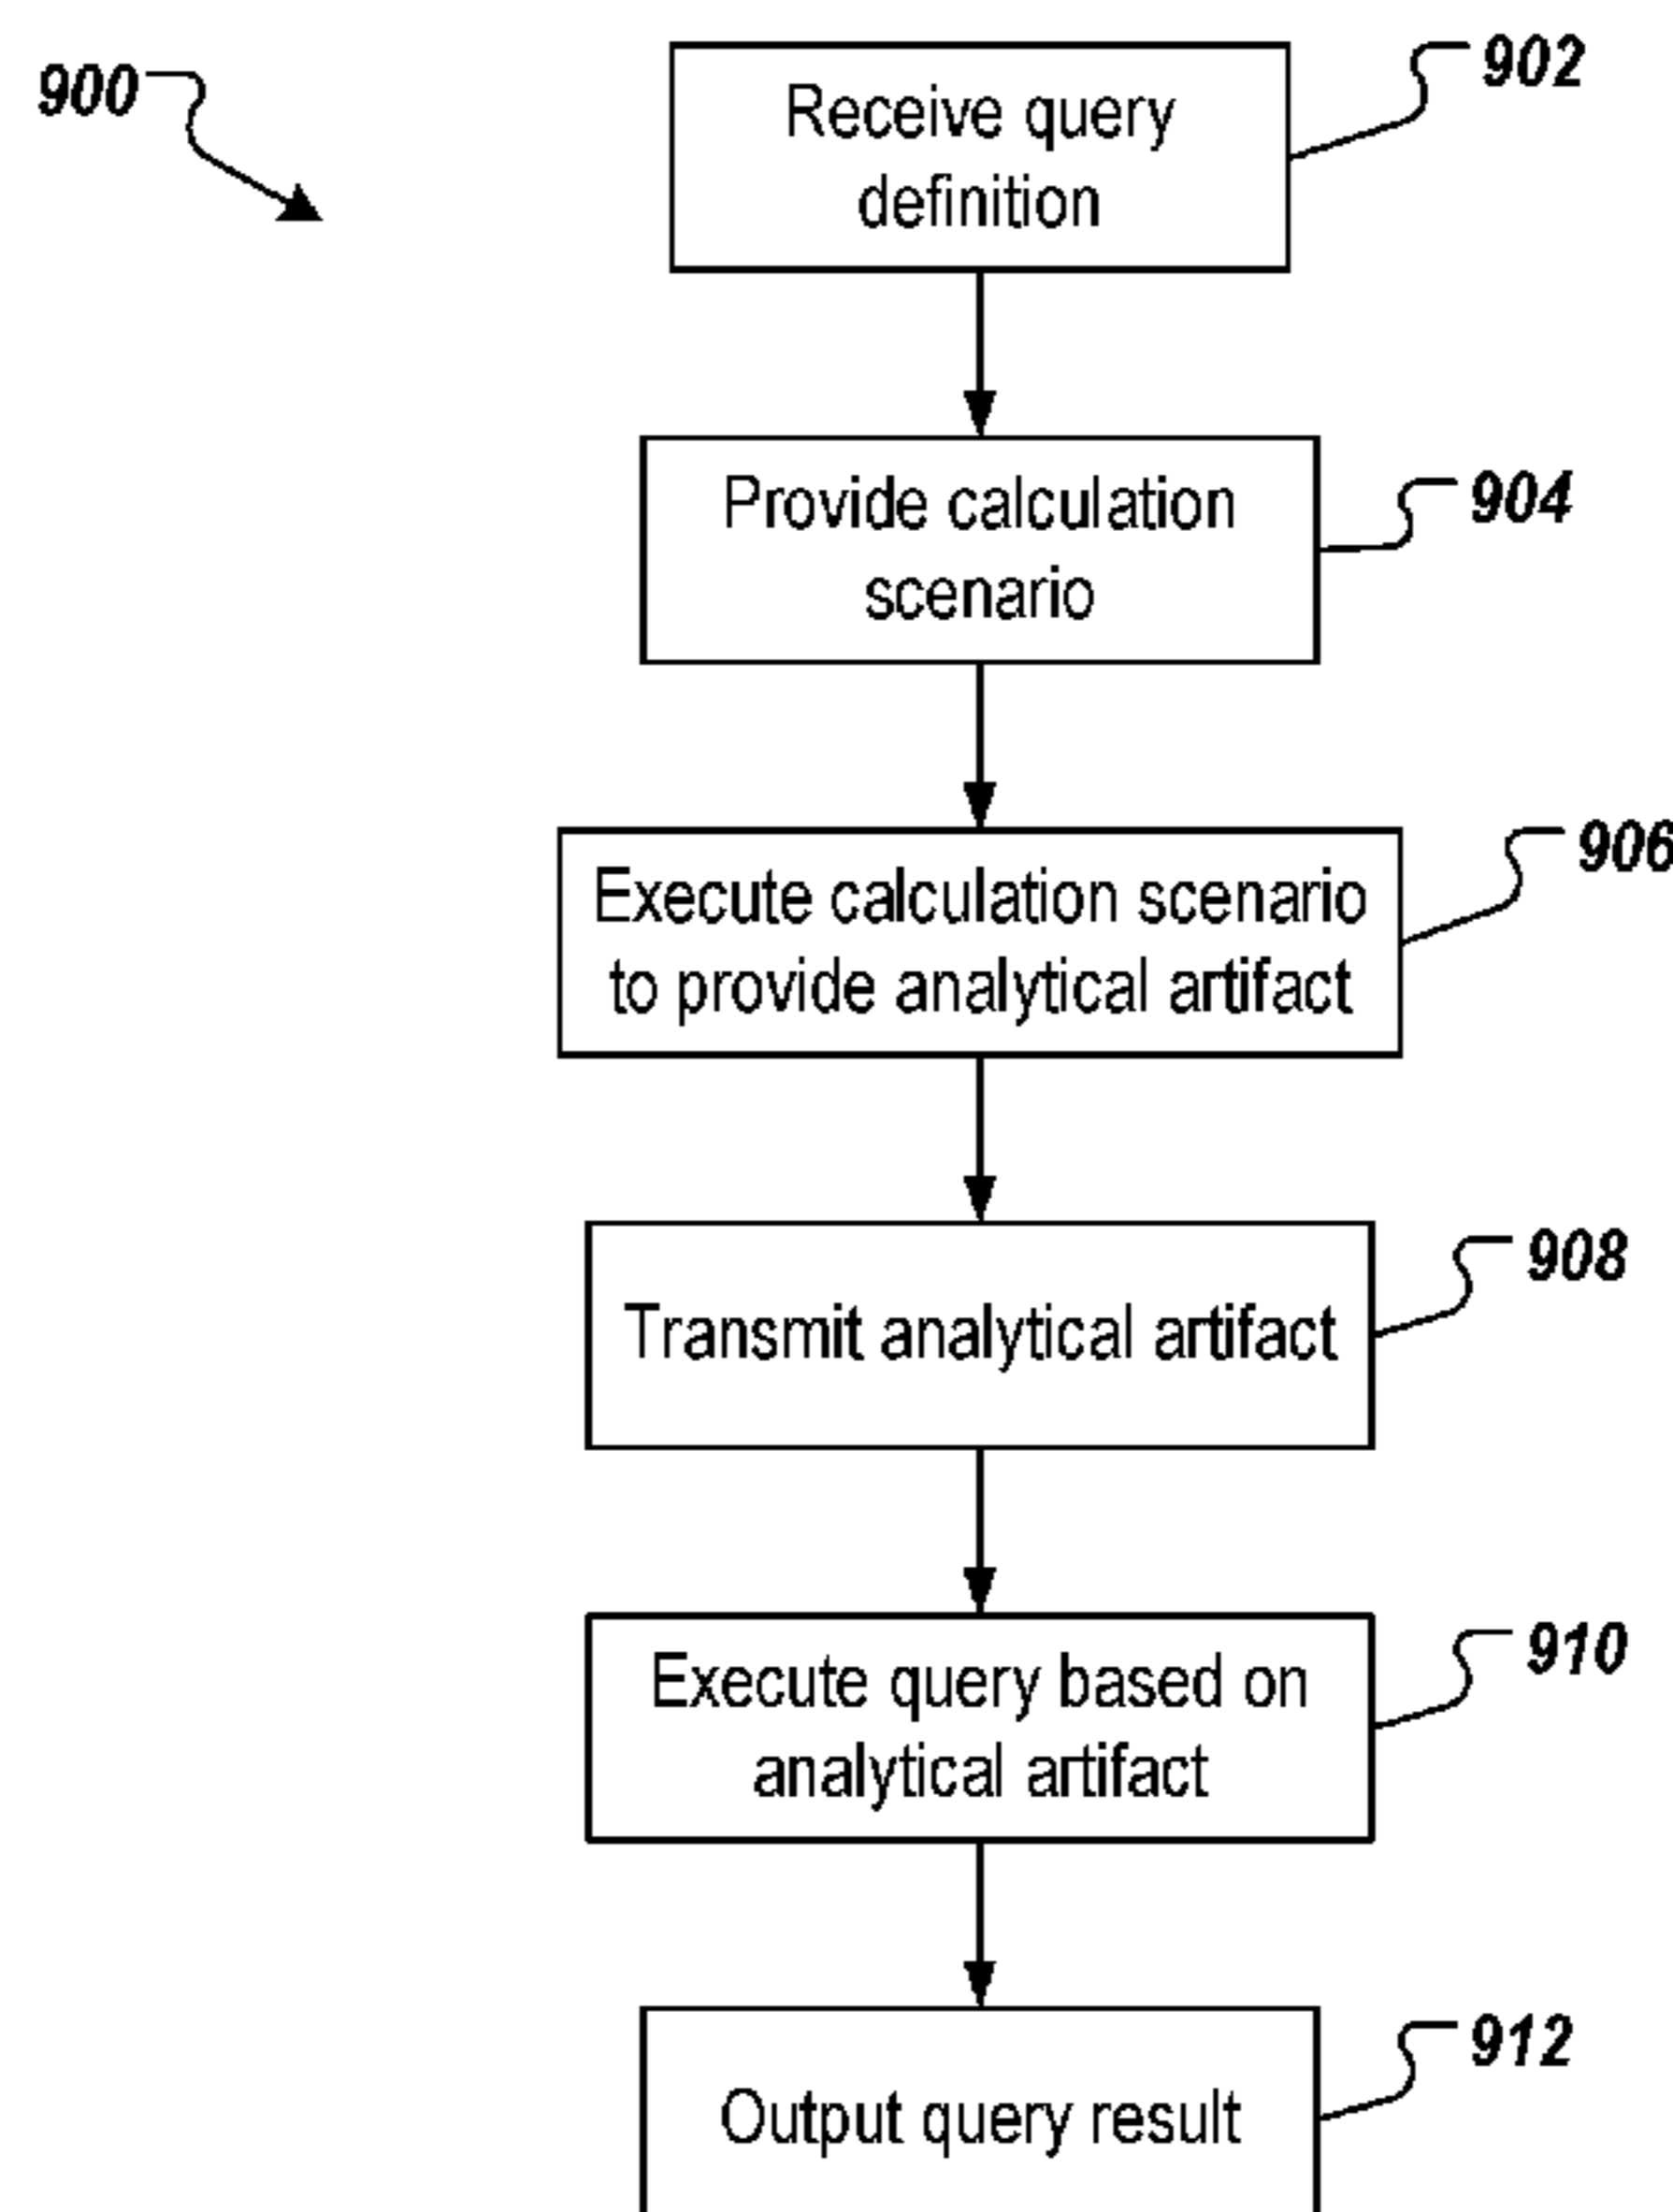 900
902
Receive query
definition
904
Provide calculation
scenario
906
Execute calculation scenario
to provide analytical artifact
908
Transmit analytical artifact
910
Execute query based on
analytical artifact
912
Output query result